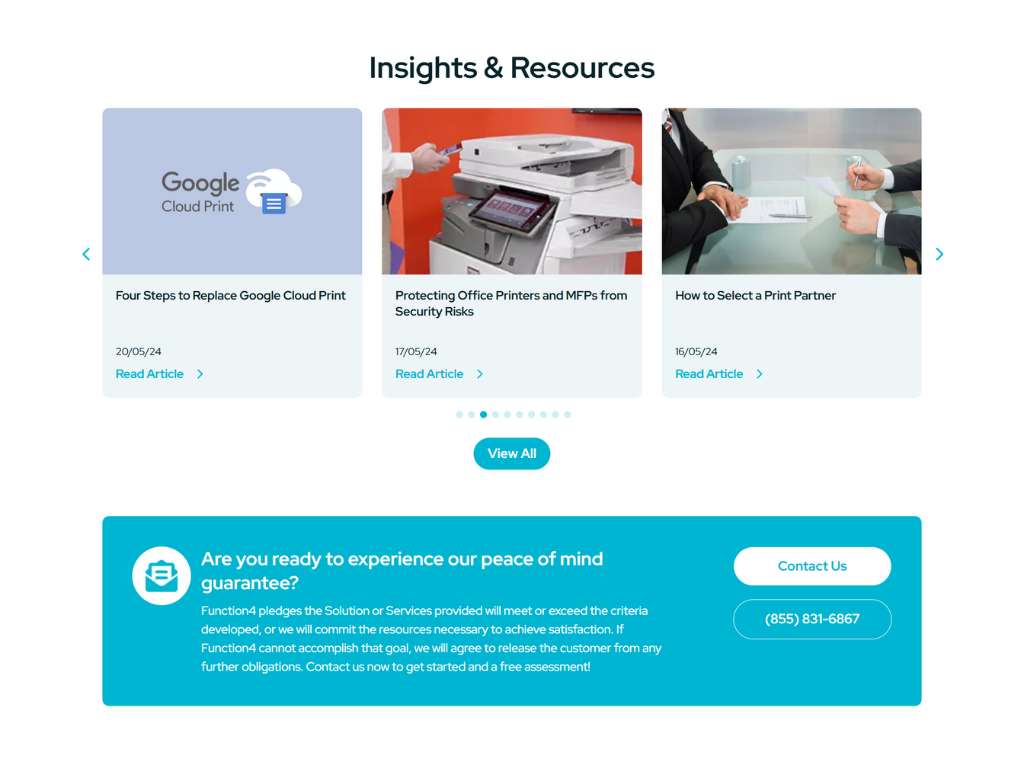 Insights & Resources
Google
Cloud Print
Four Steps to Replace Google Cloud Print
20/05/24
Read Article
Protecting Office Printers and MFPs from
Security Risks
17/05/24
Read Article
How to Select a Print Partner
16/05/24
Read Article
View All
Are you ready to experience our peace of mind
guarantee?
Function4 pledges the Solution or Services provided will meet or exceed the criteria
developed, or we will commit the resources necessary to achieve satisfaction. If
Function4 cannot accomplish that goal, we will agree to release the customer from any
further obligations. Contact us now to get started and a free assessment!
Contact Us
(855) 831-6867